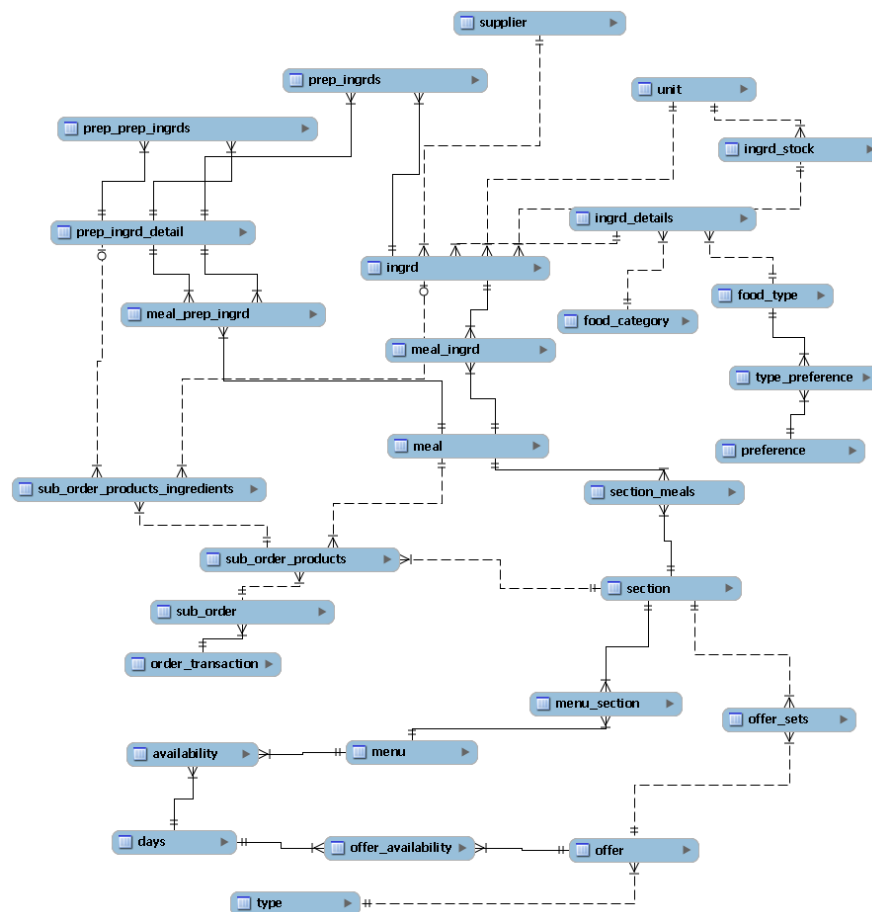 supplier
prep_ingrds
unit
prep_prep_ingrds
ingrd_stock
ingrd_details
prep_ingrd_detail
ingrd
food_type
meal_prep_ingrd
food_category
meal_ingrd
type_preference
meal
preference
sub_order_products_ingredients
section_meals
sub_order_products
section
sub_order
order_transaction
menu_section
offer_sets
availability
menu
days
offer_availability
offer
type